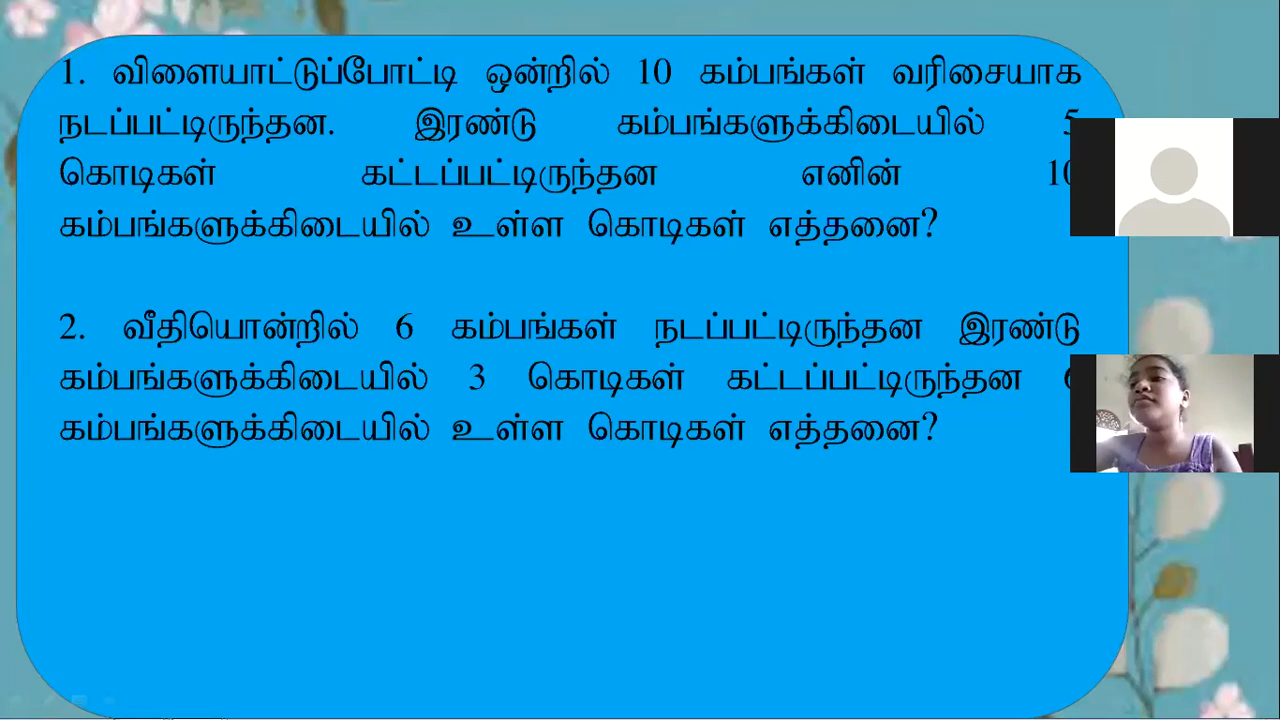 1. விளையாட்டுப்போட்டி ஒன்றில் 10 கம்பங்கள் வரிசையாக
நடப்பட்டிருந்தன. இரண்டு கம்பங்களுக்கிடையில் 5
கொடிகள் கட்டப்பட்டிருந்தன எனின் 10
கம்பங்களுக்கிடையில் உள்ள கொடிகள் எத்தனை?
2. வீதியொன்றில் 6 கம்பங்கள் நடப்பட்டிருந்தன இரண்டு
கம்பங்களுக்கிடையில் 3 கொடிகள் கட்டப்பட்டிருந்தன
கம்பங்களுக்கிடையில் உள்ள கொடிகள் எத்தனை?